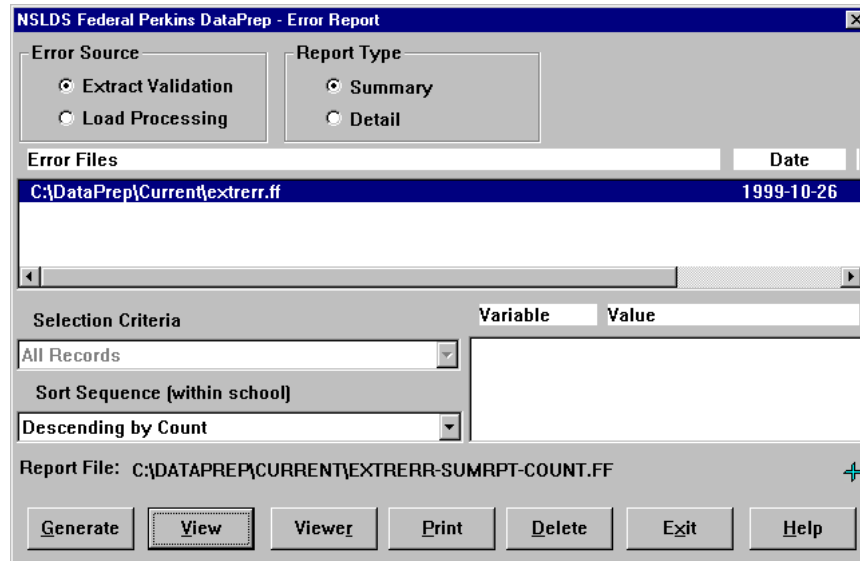 NSLDS Federal Perkins DataPrep - Error Report
Error Source
Extract Validation
Load Processing
Report Type
Summary
Detail
Error Files Date
C:\DataPrep\Current\extrerr.ff 1999-10-26
Selection Criteria
All Records
Sort Sequence (within school)
Descending by Count
Variable Value
Report File: C:\DATAPREP\CURRENT\EXTRERR-SUMRPT-COUNT.FF
Generate View Viewer Print Delete Exit Help